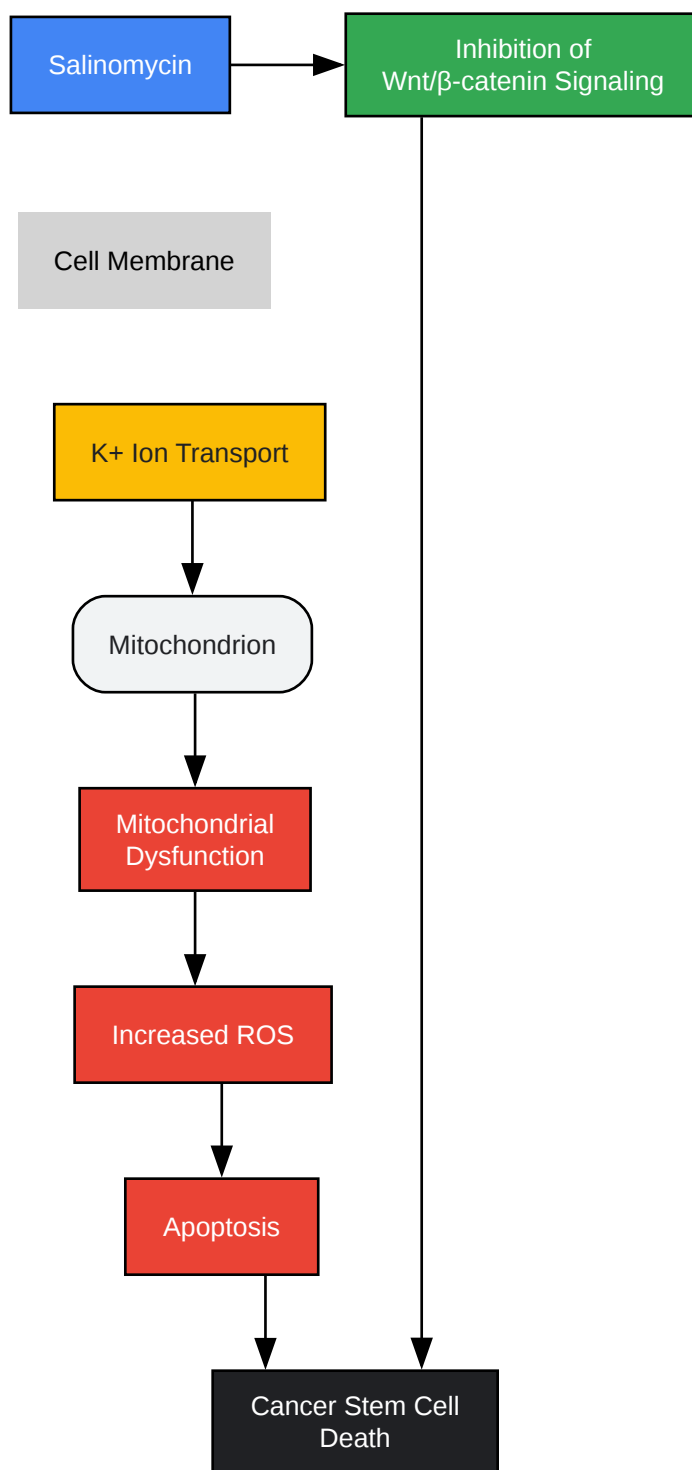 Salinomycin
Inhibition of
Wnt/β-catenin Signaling
Cell Membrane
K+ Ion Transport
Mitochondrion
Mitochondrial
Dysfunction
Increased ROS
Apoptosis
Cancer Stem Cell
Death